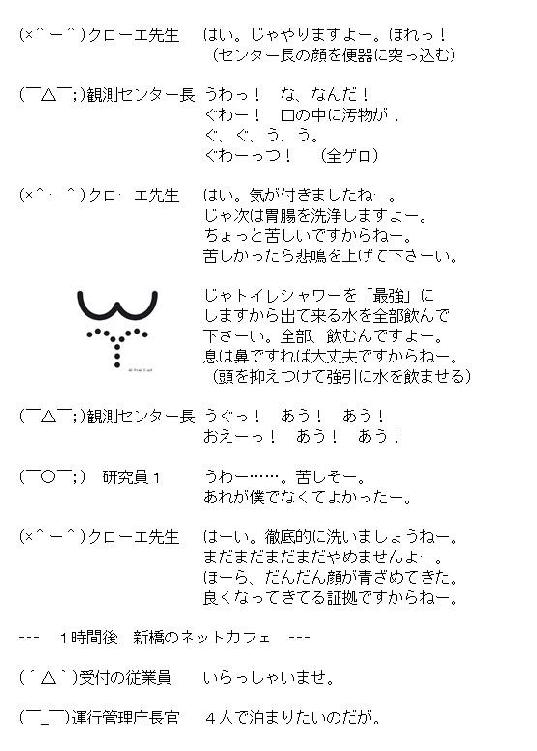 (×＾ー＾)クローエ先生　はい。じゃやりますよー。ほれっ！
（センター長の顔を便器に突っ込む）
(￣△￣;)観測センター長 うわっ！　な、なんだ！
ぐわー！　口の中に汚物が．
ぐ、ぐ、う、う。
ぐわーっつ！　（全ゲロ）
(×＾-＾)クローエ先生　はい。気が付きましたねー。
じゃ次は胃腸を洗浄しますよー。
ちょっと苦しいですからねー。
苦しかったら悲鳴を上げて下さーい。
じゃトイレシャワーを「最強」に
しますから出て来る水を全部飲んで
下さーい。全部、飲むんですよー。
息は鼻ですれば大丈夫ですからねー。
（頭を抑えつけて強引に水を飲ませる）
(￣△￣;)観測センター長 うぐっ！　あう！　あう！
おえーっ！　あう！　あう．
(￣○￣;)　研究員１　うわー……。苦しそー。
あれが僕でなくてよかったー。
(×＾ー＾)クローエ先生　はーい。徹底的に洗いましょうねー。
まだまだまだまだやめませんよー。
ほーら、だんだん顔が青ざめてきた。
良くなってきてる証拠ですからねー。
---　１時間後　新橋のネットカフェ　---
(´△｀)受付の従業員　いらっしゃいませ。
(￣_￣)運行管理庁長官　４人で泊まりたいのだが。